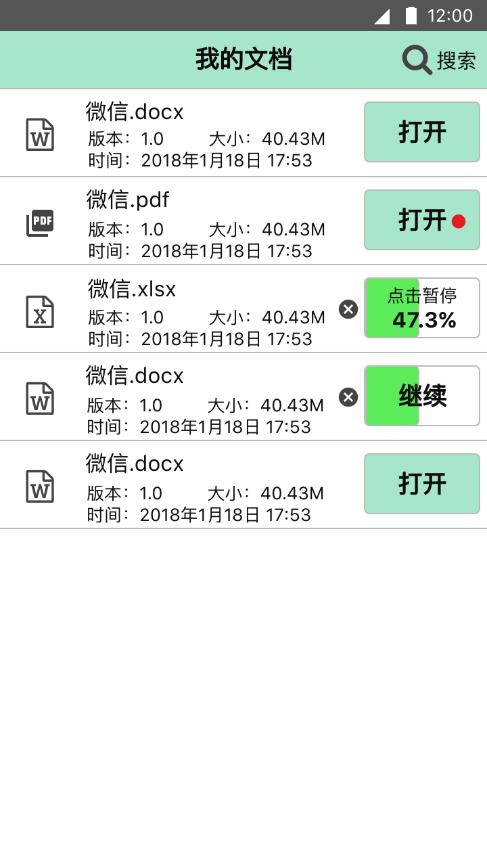 12:00
我的文档
搜索
微信.docx
版本：1.0 大小：40.43M
时间：2018年1月18日 17:53
打开
PDF
微信.pdf
版本：1.0 大小：40.43M
时间：2018年1月18日 17:53
打开
X
微信.xlsx
版本：1.0 大小：40.43M
时间：2018年1月18日 17:53
点击暂停
47.3%
W
微信.docx
版本：1.0 大小：40.43M
时间：2018年1月18日 17:53
继续
W
微信.docx
版本：1.0 大小：40.43M
时间：2018年1月18日 17:53
打开